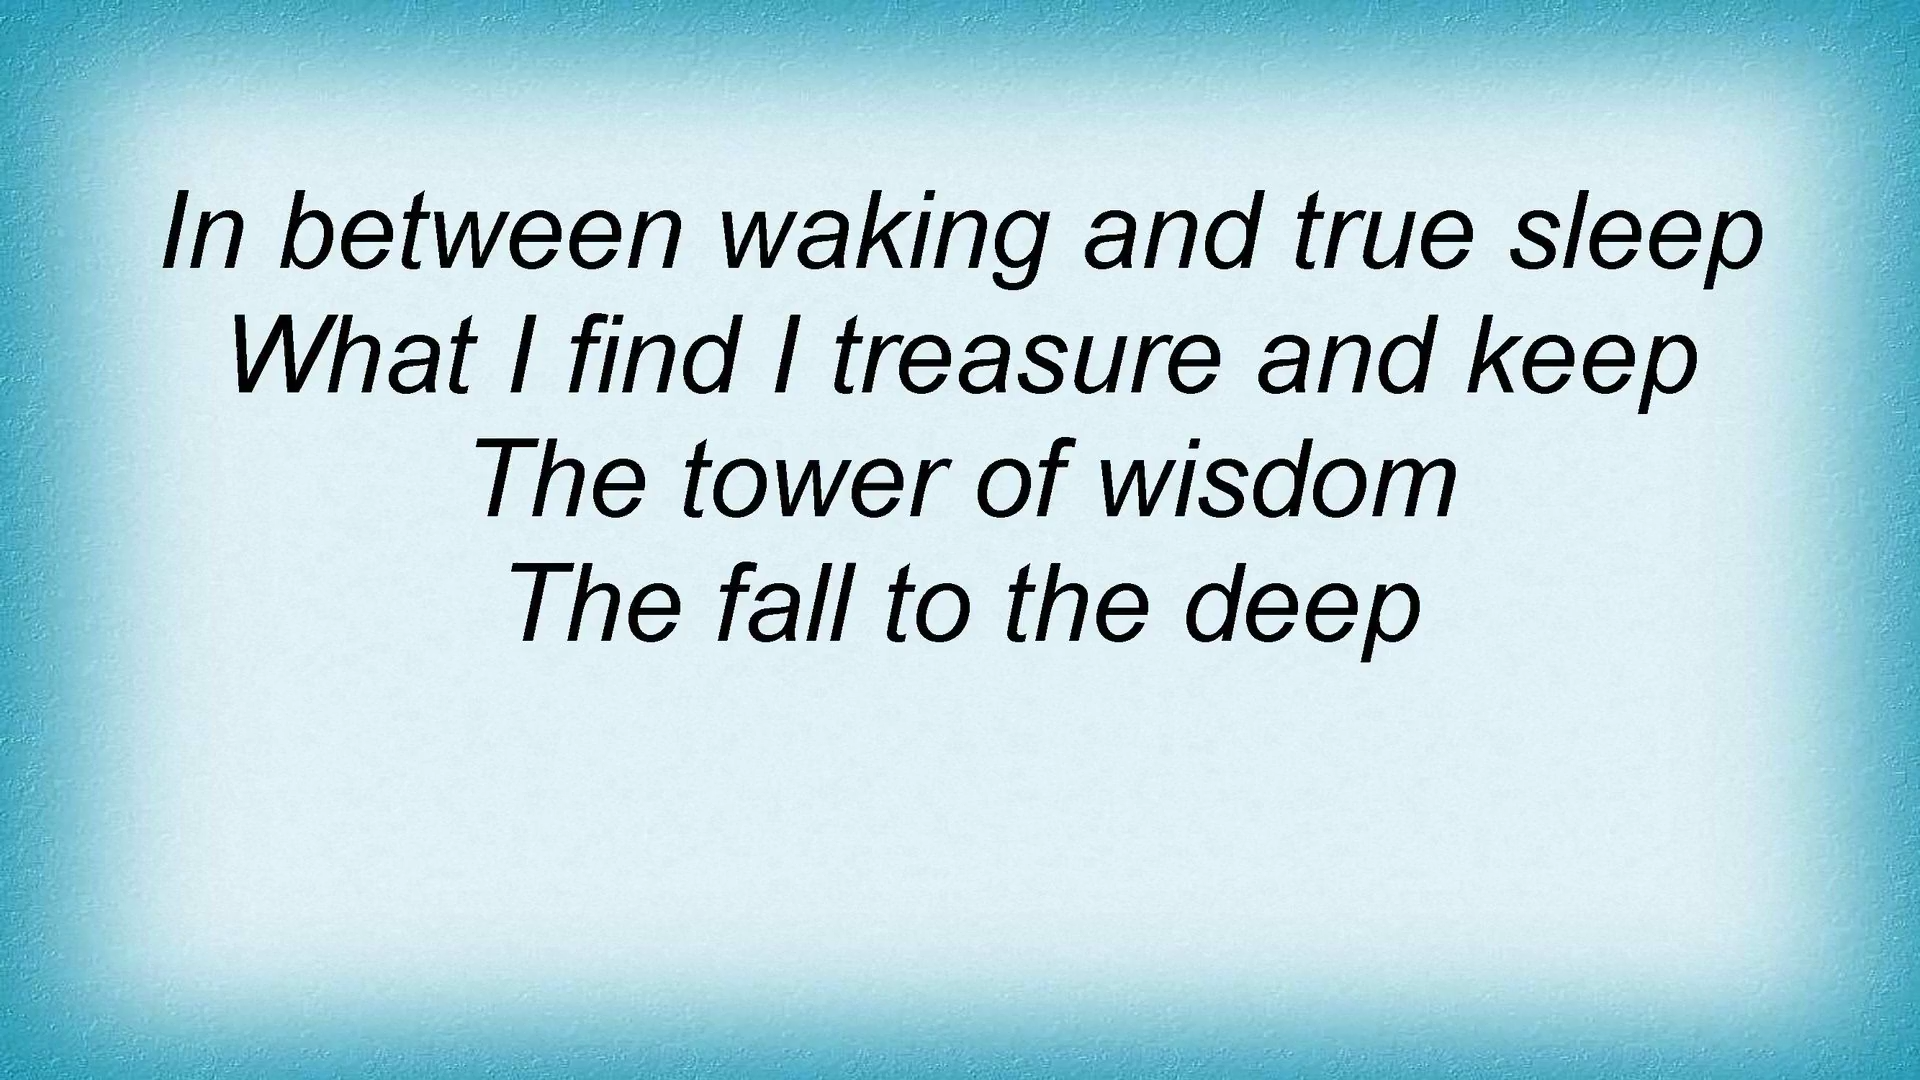 In between waking and true sleep
What I find I treasure and keep
The tower of wisdom
The fall to the deep